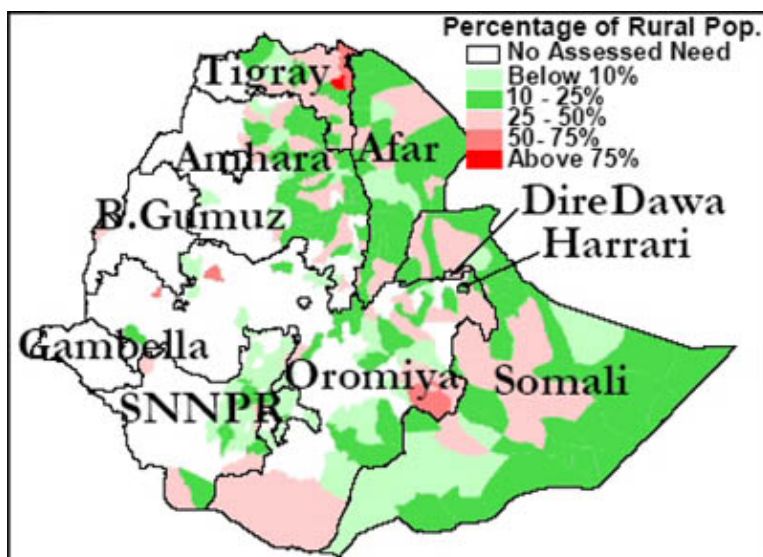 Percentage of Rural Pop.
No Assessed Need
Below 10%
10 - 25%
25 - 50%
50- 75%
Above 75%
Tigray
Amhara
Afar
B.Gumuz
DireDawa
Harrari
Gambella
Oromiya
Somali
SNNPR